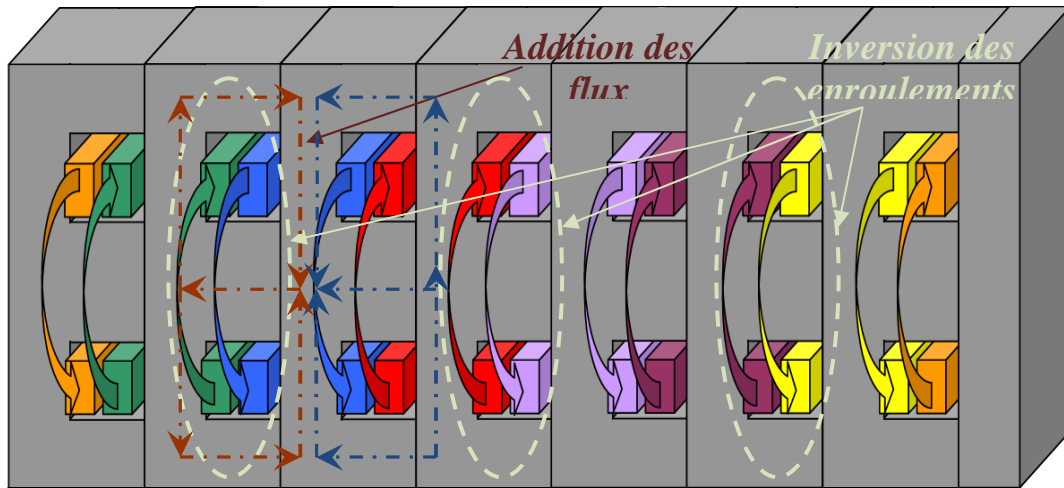 Addition des
flux
Inversion des
enroulements